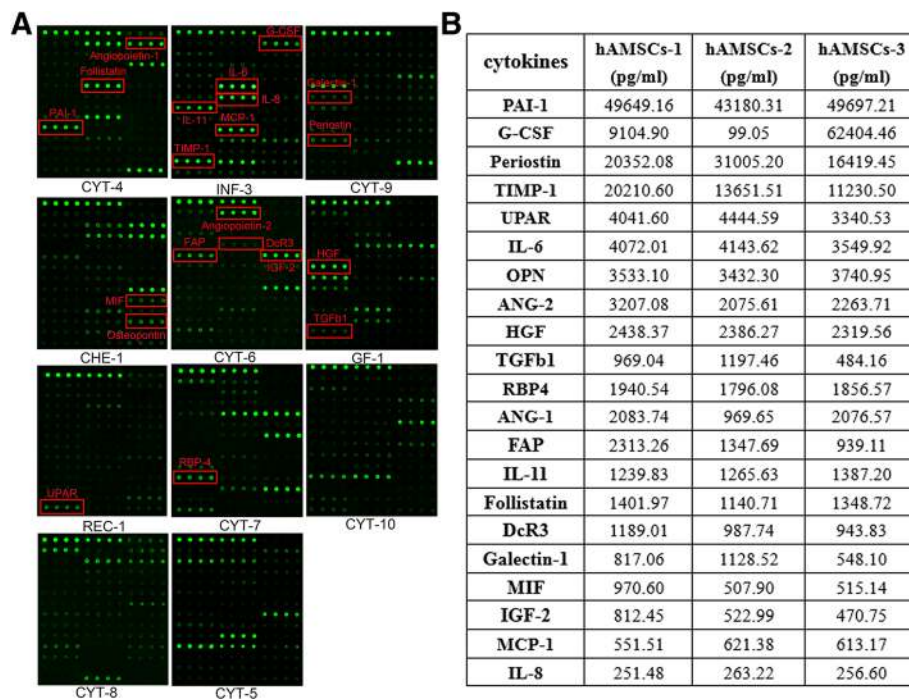 A
Angiopoietin-1
Follistatin
PAI-1
CYT-4
G-CSF
IL-6
IL-8
IL-11
MCP-1
TIMP-1
INF-3
Galectin-1
Periostin
CYT-9
MIF
Osteopontin
CHE-1
Angiopoietin-2
FAP
DcR3
IGF-2
CYT-6
HGF
TGFb1
GF-1
UPAR
REC-1
RBP-4
CYT-7
CYT-10
CYT-8
CYT-5
B
cytokines hAMSCs-1 (pg/ml) hAMSCs-2 (pg/ml) hAMSCs-3 (pg/ml)
PAI-1 49649.16 43180.31 49697.21
G-CSF 9104.90 99.05 62404.46
Periostin 20352.08 31005.20 16419.45
TIMP-1 20210.60 13651.51 11230.50
UPAR 4041.60 4444.59 3340.53
IL-6 4072.01 4143.62 3549.92
OPN 3533.10 3432.30 3740.95
ANG-2 3207.08 2075.61 2263.71
HGF 2438.37 2386.27 2319.56
TGFb1 969.04 1197.46 484.16
RBP4 1940.54 1796.08 1856.57
ANG-1 2083.74 969.65 2076.57
FAP 2313.26 1347.69 939.11
IL-11 1239.83 1265.63 1387.20
Follistatin 1401.97 1140.71 1348.72
DcR3 1189.01 987.74 943.83
Galectin-1 817.06 1128.52 548.10
MIF 970.60 507.90 515.14
IGF-2 812.45 522.99 470.75
MCP-1 551.51 621.38 613.17
IL-8 251.48 263.22 256.60